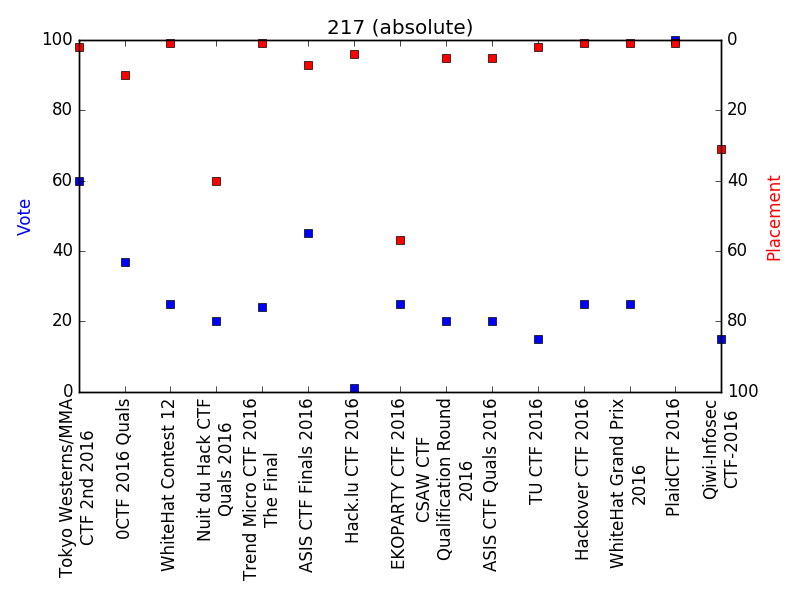 217 (absolute)
100
80
60
40
20
0
Vote
0
20
40
60
80
100
Placement
Tokyo Westerns/MMA
CTF 2nd 2016
0CTF 2016 Quals
WhiteHat Contest 12
Nuit du Hack CTF
Quals 2016
Trend Micro CTF 2016
The Final
ASIS CTF Finals 2016
Hack.lu CTF 2016
EKOPARTY CTF 2016
CSAW CTF
Qualification Round
2016
ASIS CTF Quals 2016
TU CTF 2016
Hackover CTF 2016
WhiteHat Grand Prix
2016
PlaidCTF 2016
Qiwi-Infosec
CTF-2016